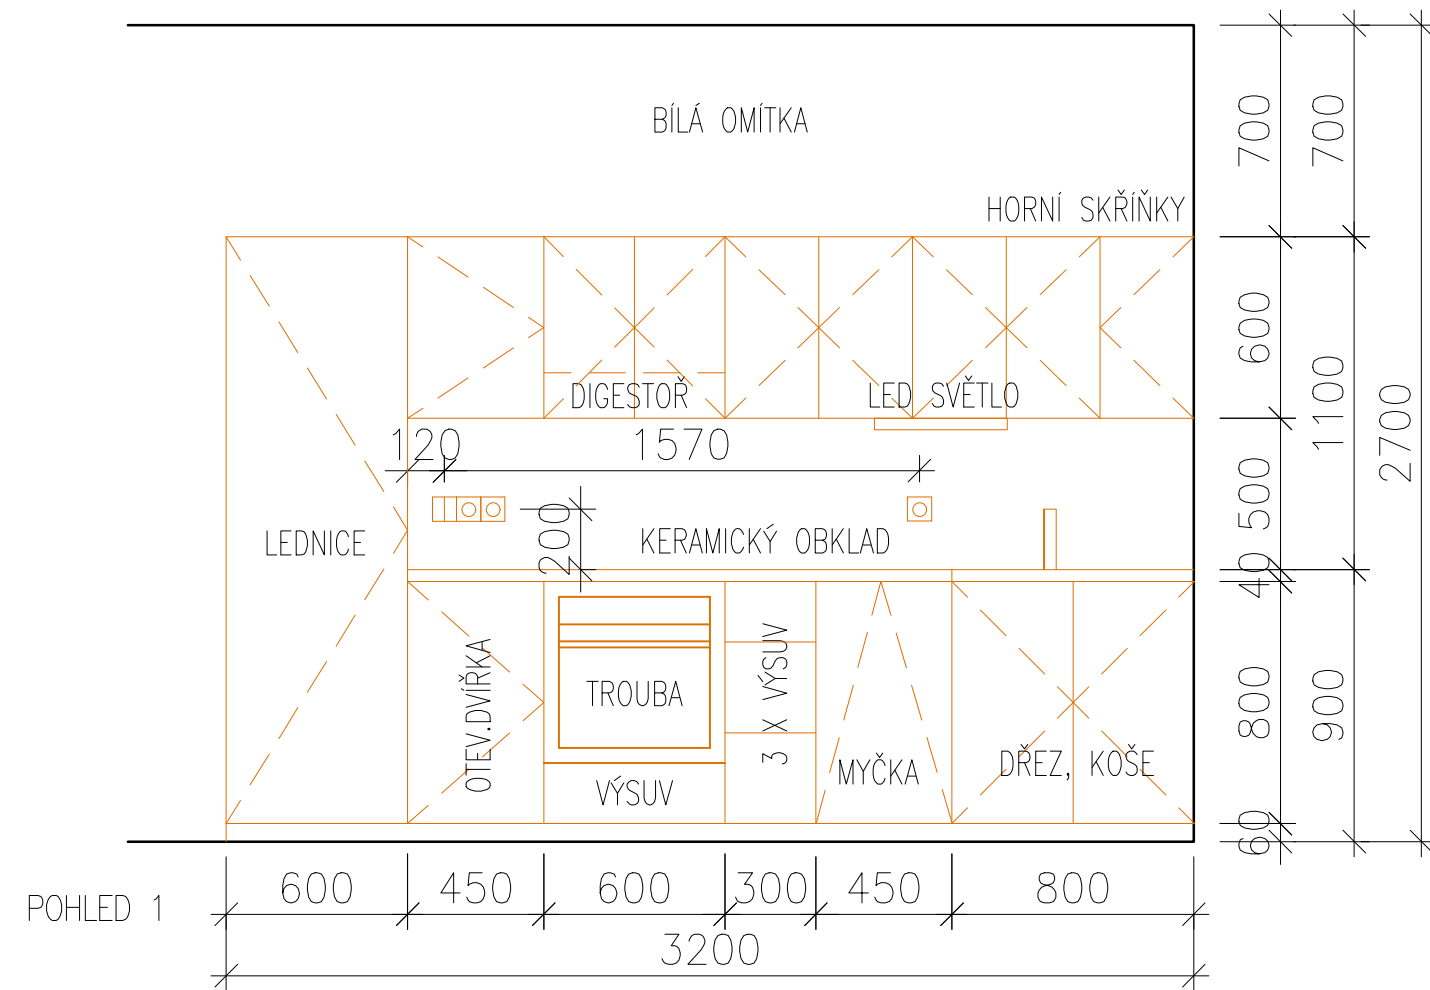 BÍLÁ OMÍTKA
HORNÍ SKŘÍŇKY
DIGESTOŘ
LED SVĚTLO
120
1570
LEDNICE
200
KERAMICKÝ OBKLAD
OTEV.DVÍŘKA
TROUBA
VÝSUV
3 X VÝSUV
MYČKA
DŘEZ, KOŠE
700
600
500
40
800
60
700
1100
900
2700
600
450
600
300
450
800
3200
POHLED 1